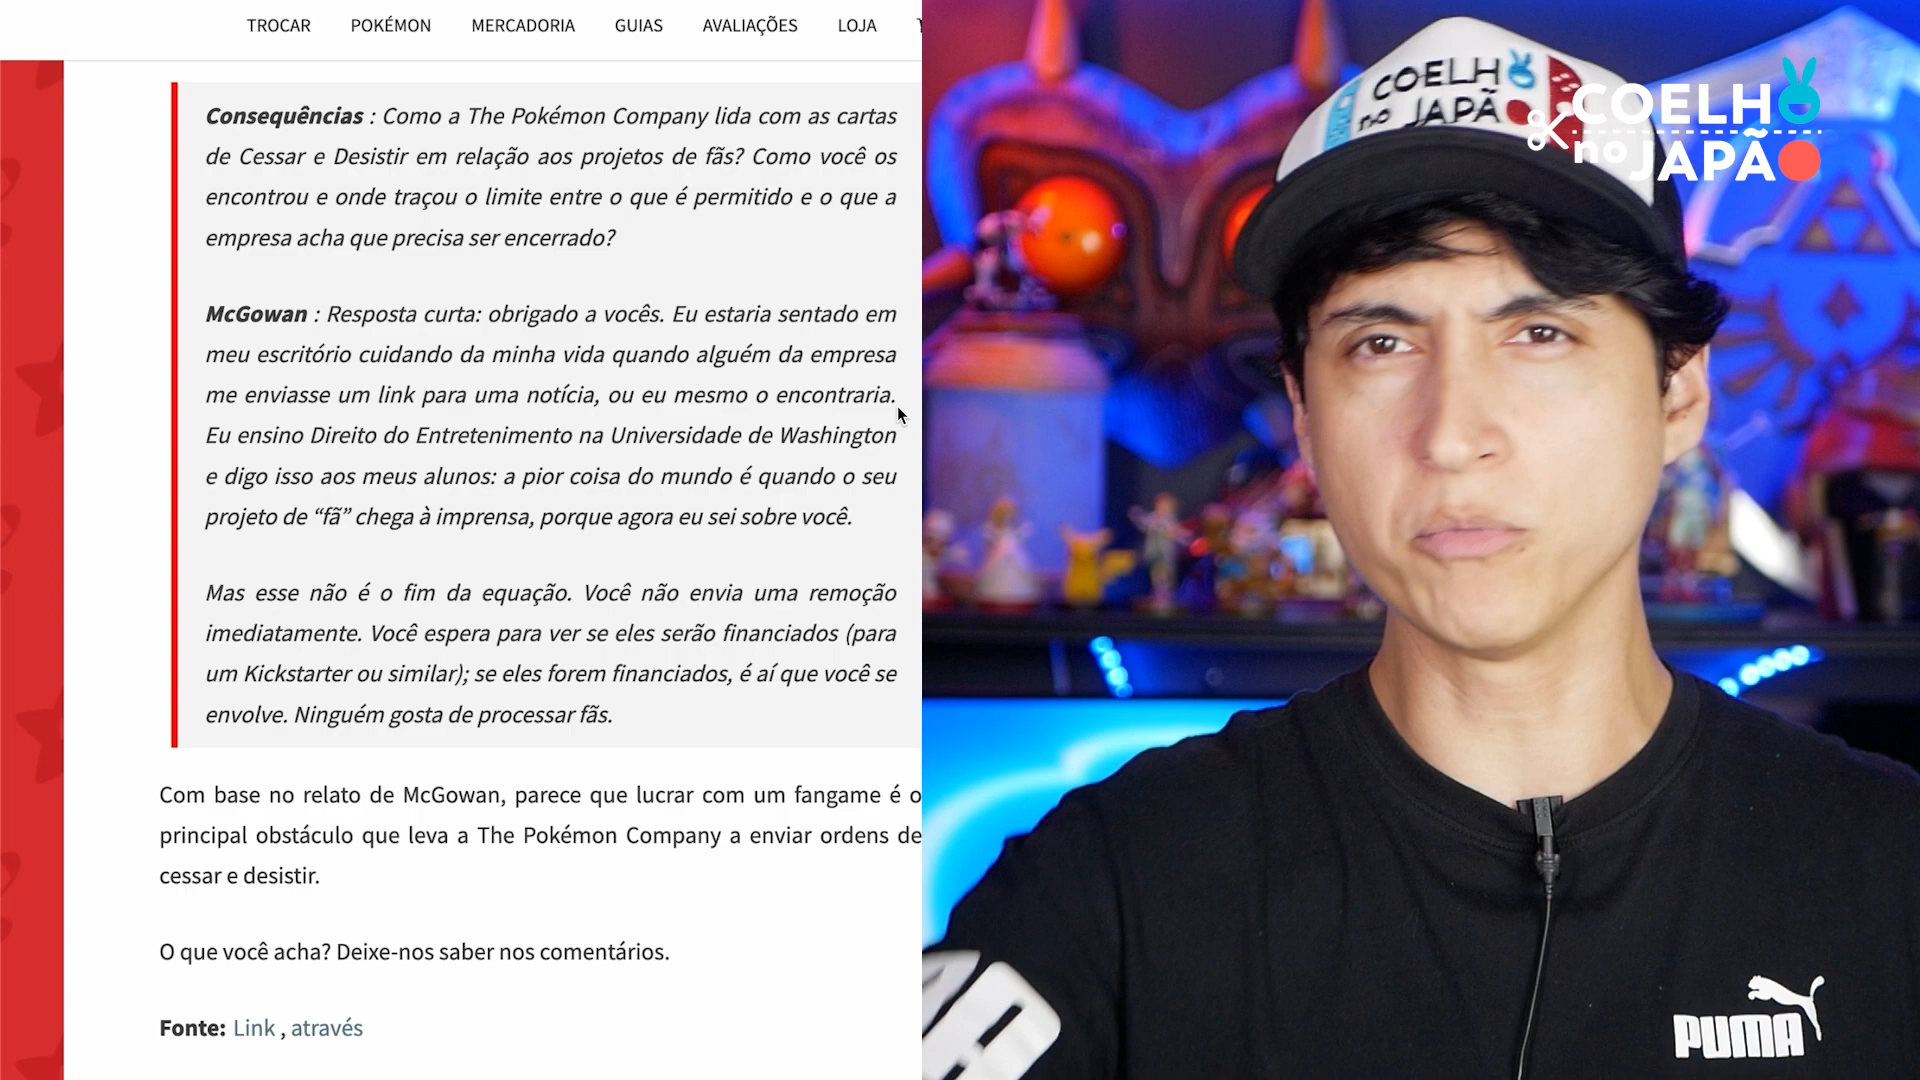 TROCAR POKÉMON MERCADORIA GUIAS AVALIAÇÕES LOJA
Consequências : Como a The Pokémon Company lida com as cartas
de Cessar e Desistir em relação aos projetos de fãs? Como você os
encontrou e onde traçou o limite entre o que é permitido e o que a
empresa acha que precisa ser encerrado?
McGowan : Resposta curta: obrigado a vocês. Eu estaria sentado em
meu escritório cuidando da minha vida quando alguém da empresa
me enviasse um link para uma notícia, ou eu mesmo o encontraria.
Eu ensino Direito do Entretenimento na Universidade de Washington
e digo isso aos meus alunos: a pior coisa do mundo é quando o seu
projeto de “fã” chega à imprensa, porque agora eu sei sobre você.
Mas esse não é o fim da equação. Você não envia uma remoção
imediatamente. Você espera para ver se eles serão financiados (para
um Kickstarter ou similar); se eles forem financiados, é aí que você se
envolve. Ninguém gosta de processar fãs.
Com base no relato de McGowan, parece que lucrar com um fangame é o
principal obstáculo que leva a The Pokémon Company a enviar ordens de
cessar e desistir.
O que você acha? Deixe-nos saber nos comentários.
Fonte: Link , através
COELHO
no JAPÃO
COELHO
no JAPÃO
PUMA